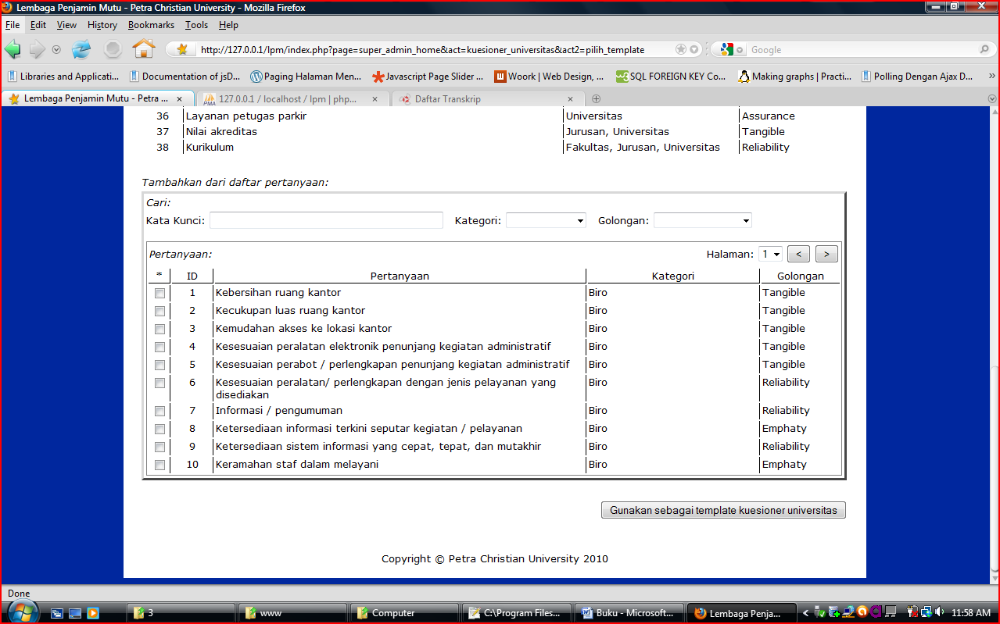 Lembaga Penjamin Mutu - Petra Christian University - Mozilla Firefox
File Edit View History Bookmarks Tools Help
http://127.0.0.1/lpm/index.php?page=super_admin_home&act=kuesioner_universitas&act2=pilih_template Google
Libraries and Applicati... Documentation of jsD... Paging Halaman Men... Javascript Page Slider ... Woork | Web Design, ... SQL FOREIGN KEY Co... Making graphs | Practi... Polling Dengan Ajax D... »
Lembaga Penjamin Mutu - Petra ... × PMA 127.0.0.1 / localhost / lpm | php... × Daftar Transkrip ×
36 Layanan petugas parkir Universitas Assurance
37 Nilai akreditas Jurusan, Universitas Tangible
38 Kurikulum Fakultas, Jurusan, Universitas Reliability
Tambahkan dari daftar pertanyaan:
Cari:
Kata Kunci: Kategori: Golongan:
Pertanyaan: Halaman: 1 < >
* ID Pertanyaan Kategori Golongan
1 Kebersihan ruang kantor Biro Tangible
2 Kecukupan luas ruang kantor Biro Tangible
3 Kemudahan akses ke lokasi kantor Biro Tangible
4 Kesesuaian peralatan elektronik penunjang kegiatan administratif Biro Tangible
5 Kesesuaian perabot / perlengkapan penunjang kegiatan administratif Biro Tangible
6 Kesesuaian peralatan/ perlengkapan dengan jenis pelayanan yang Biro Reliability
disediakan
7 Informasi / pengumuman Biro Reliability
8 Ketersediaan informasi terkini seputar kegiatan / pelayanan Biro Emphaty
9 Ketersediaan sistem informasi yang cepat, tepat, dan mutakhir Biro Reliability
10 Keramahan staf dalam melayani Biro Emphaty
Gunakan sebagai template kuesioner universitas
Copyright © Petra Christian University 2010
Done
3 www Computer C:\Program Files... Buku - Microsoft... Lembaga Penja... < 11:58 AM